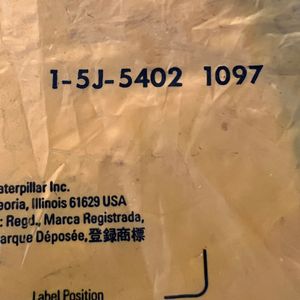 1-5J-5402 1097
aterpillar Inc.
eoria, Illinois 61629 USA
: Regd., Marca Registrada,
arque Déposée, 登録商標
Label Position